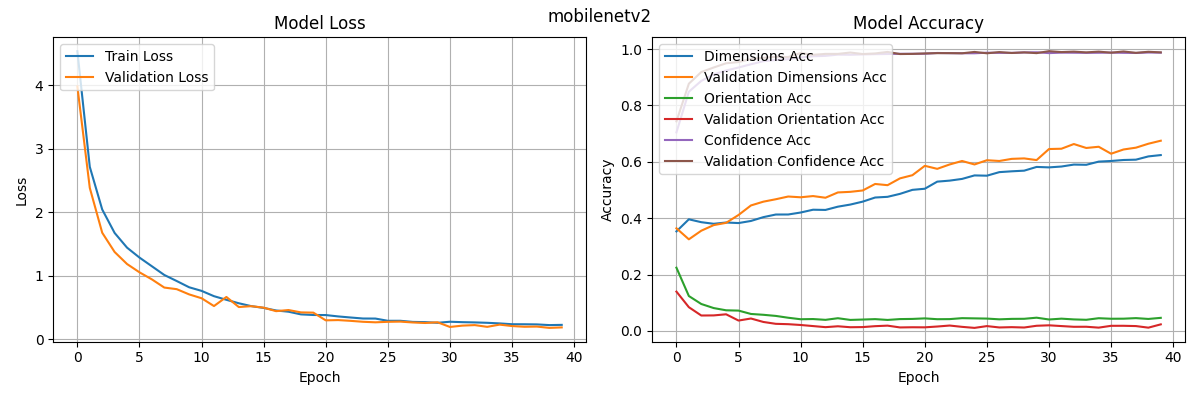 mobilenetv2
Model Loss
Train Loss
Validation Loss
Loss
4
3
2
1
0
0 5 10 15 20 25 30 35 40
Epoch
Model Accuracy
Dimensions Acc
Validation Dimensions Acc
Orientation Acc
Validation Orientation Acc
Confidence Acc
Validation Confidence Acc
Accuracy
1.0
0.8
0.6
0.4
0.2
0.0
0 5 10 15 20 25 30 35 40
Epoch